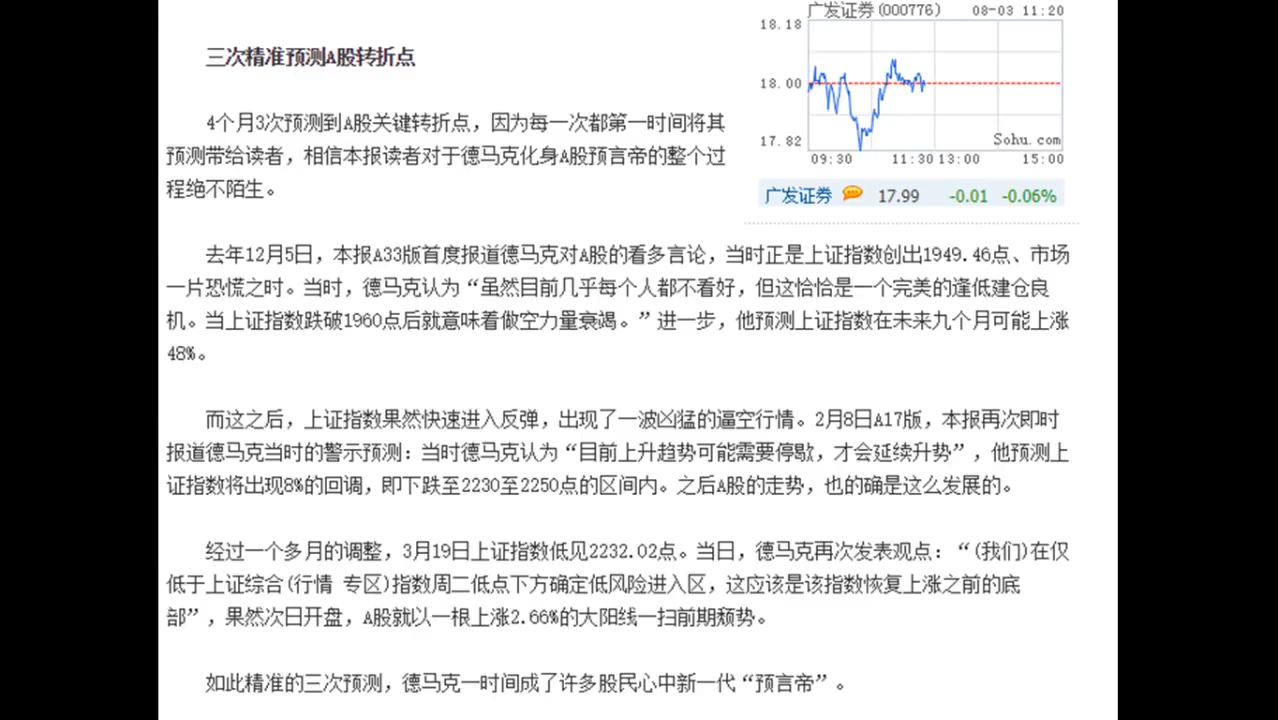 广发证券(000776) 08-03 11:20
18.18
18.00
17.82
Sohu.com
09:30 11:30 13:00 15:00
广发证券 17.99 -0.01 -0.06%
三次精准预测A股转折点
4个月3次预测到A股关键转折点，因为每一次都第一时间将其
预测带给读者，相信本报读者对于德马克化身A股预言帝的整个过
程绝不陌生。
去年12月5日，本报A33版首度报道德马克对A股的看多言论，当时正是上证指数创出1949.46点、市场
一片恐慌之时。当时，德马克认为“虽然目前几乎每个人都不看好，但这恰恰是一个完美的逢低建仓良
机。当上证指数跌破1960点后就意味着做空力量衰竭。”进一步，他预测上证指数在未来九个月可能上涨
48%。
而这之后，上证指数果然快速进入反弹，出现了一波凶猛的逼空行情。2月8日A17版，本报再次即时
报道德马克当时的警示预测：当时德马克认为“目前上升趋势可能需要停歇，才会延续升势”，他预测上
证指数将出现8%的回调，即下跌至2230至2250点的区间内。之后A股的走势，也的确是这么发展的。
经过一个多月的调整，3月19日上证指数低见2232.02点。当日，德马克再次发表观点：“(我们)在仅
低于上证综合(行情 专区)指数周二低点下方确定低风险进入区，这应该是该指数恢复上涨之前的底
部”，果然次日开盘，A股就以一根上涨2.66%的大阳线一扫前期颓势。
如此精准的三次预测，德马克一时间成了许多股民心中新一代“预言帝”。